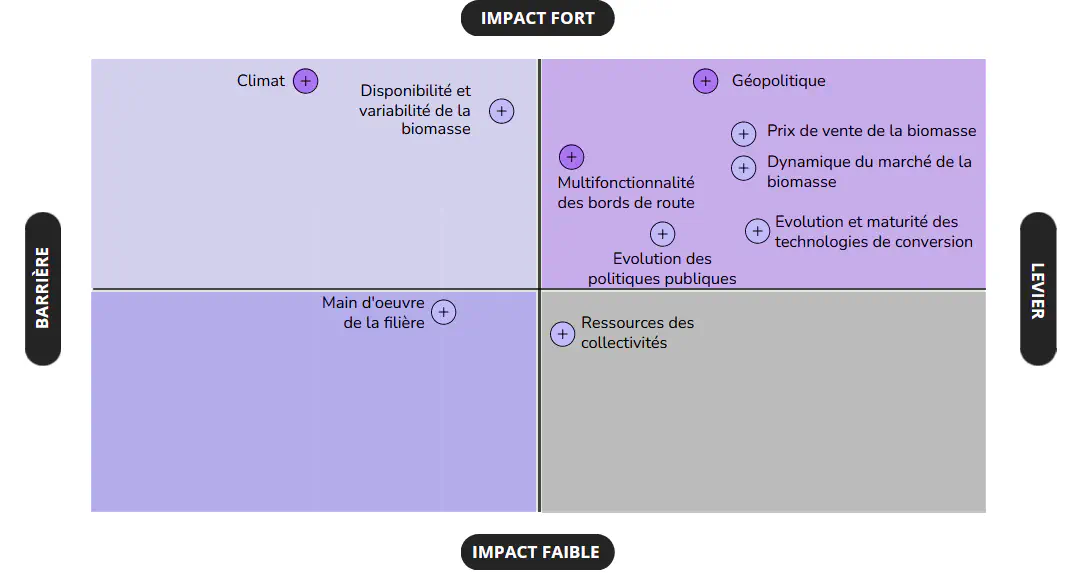 IMPACT FORT
Climat
Disponibilité et
variabilité de la
biomasse
Géopolitique
Prix de vente de la biomasse
Dynamique du marché de la
biomasse
Multifonctionnalité
des bords de route
Evolution et maturité des
technologies de conversion
Evolution des
politiques publiques
BARRIÈRE
LEVIER
Main d'oeuvre
de la filière
Ressources des
collectivités
IMPACT FAIBLE